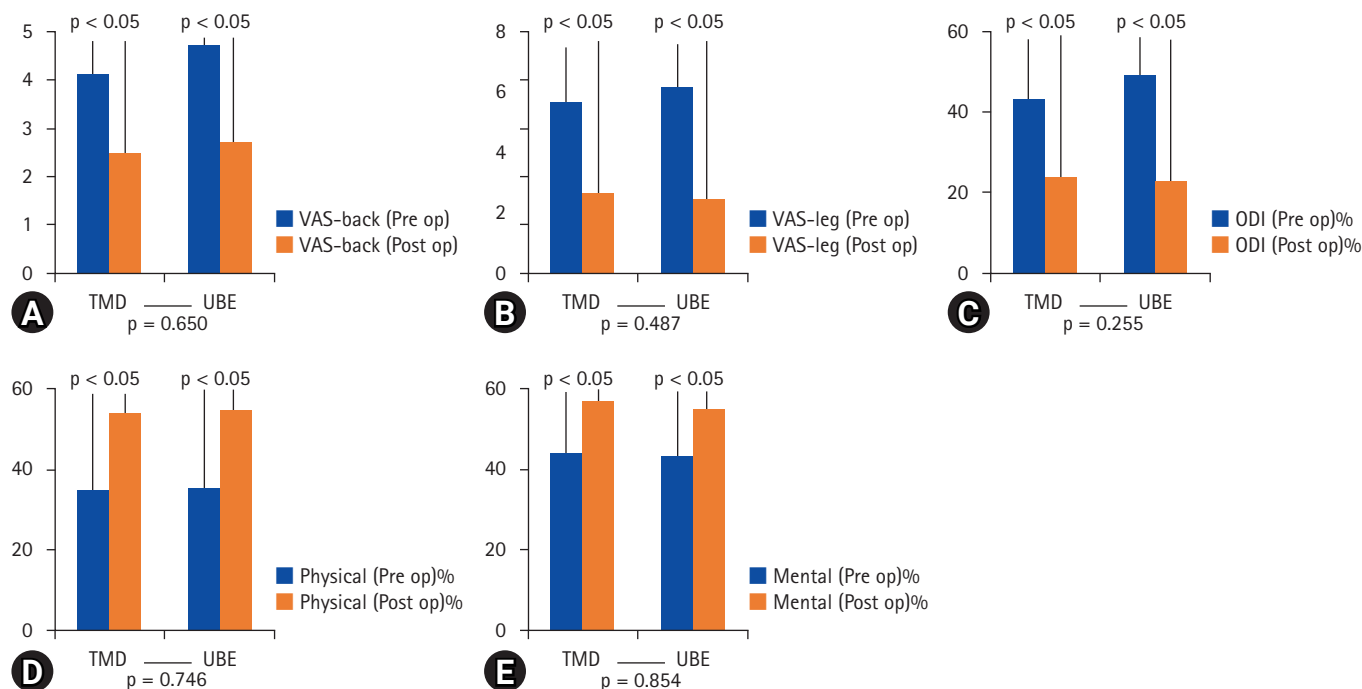 p < 0.05 p < 0.05
5
4
3
2
1
0
VAS-back (Pre op)
VAS-back (Post op)
TMD UBE
p = 0.650
A
p < 0.05 p < 0.05
8
6
4
2
0
VAS-leg (Pre op)
VAS-leg (Post op)
TMD UBE
p = 0.487
B
p < 0.05 p < 0.05
60
40
20
0
ODI (Pre op)%
ODI (Post op)%
TMD UBE
p = 0.255
C
p < 0.05 p < 0.05
60
40
20
0
Physical (Pre op)%
Physical (Post op)%
TMD UBE
p = 0.746
D
p < 0.05 p < 0.05
60
40
20
0
Mental (Pre op)%
Mental (Post op)%
TMD UBE
p = 0.854
E